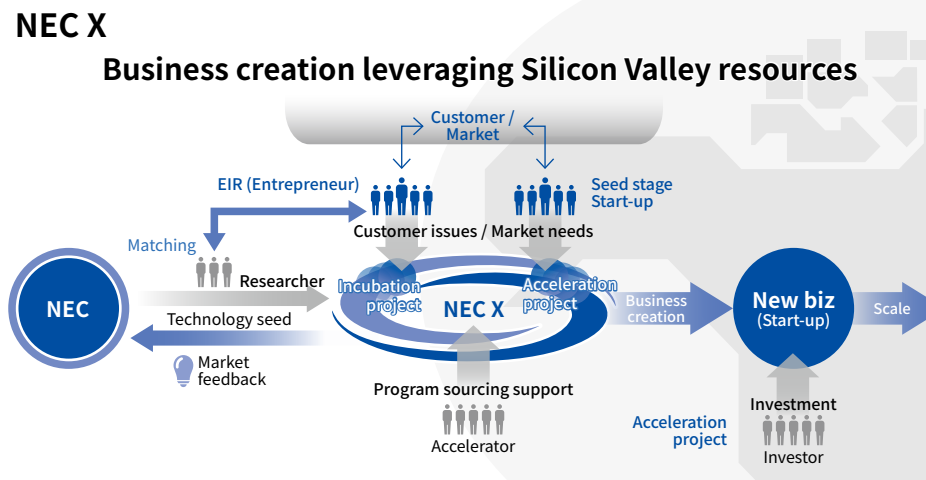 NEC X
Business creation leveraging Silicon Valley resources
Customer /
Market
EIR (Entrepreneur)
Seed stage
Start-up
Customer issues / Market needs
Matching
Researcher
Incubation
project
Acceleration
project
NEC
NEC X
Business
creation
New biz
(Start-up)
Scale
Technology seed
Market
feedback
Program sourcing support
Accelerator
Acceleration
project
Investment
Investor